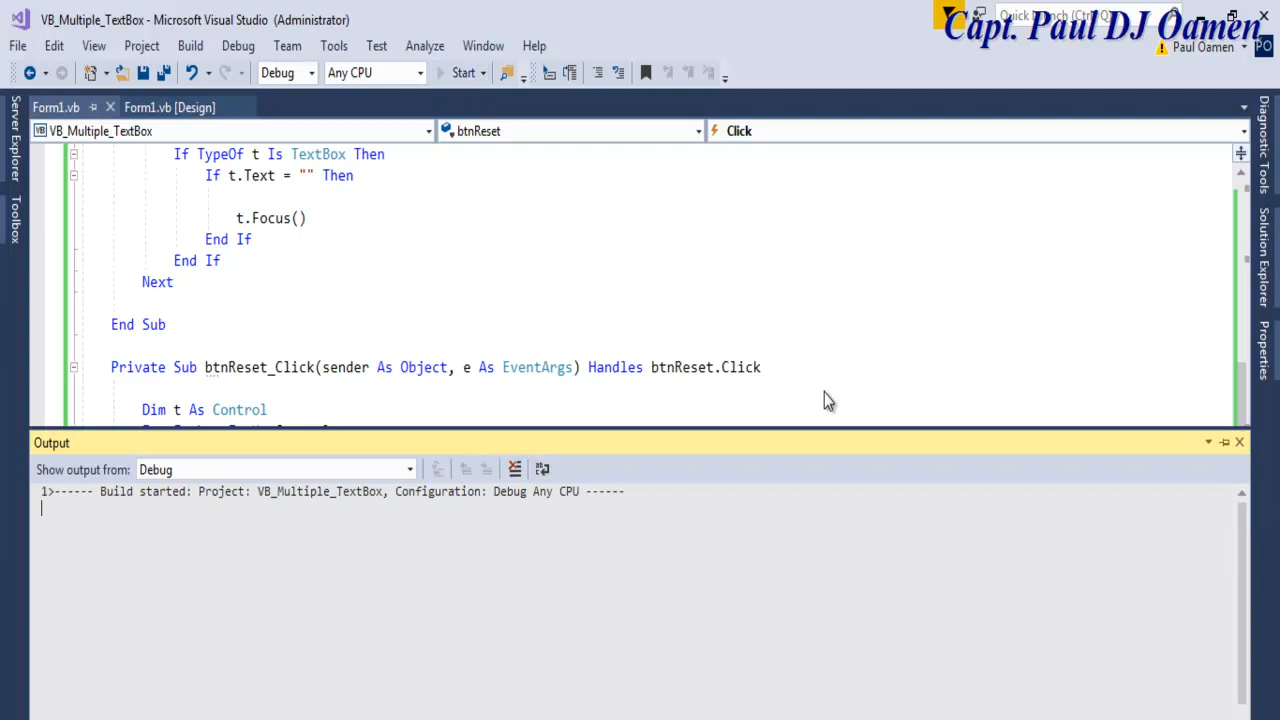 VB_Multiple_TextBox - Microsoft Visual Studio (Administrator)
Quick Launch (Ctrl+Q)
Capt. Paul DJ Oamen
File Edit View Project Build Debug Team Tools Test Analyze Window Help
Paul Oamen PO
Debug Any CPU Start
Form1.vb Form1.vb [Design]
VB_Multiple_TextBox btnReset Click
Server Explorer
Toolbox
If TypeOf t Is TextBox Then
If t.Text = "" Then
t.Focus()
End If
End If
Next
End Sub
Private Sub btnReset_Click(sender As Object, e As EventArgs) Handles btnReset.Click
Dim t As Control
Diagnostic Tools
Solution Explorer
Properties
Output
Show output from: Debug
1>------ Build started: Project: VB_Multiple_TextBox, Configuration: Debug Any CPU ------